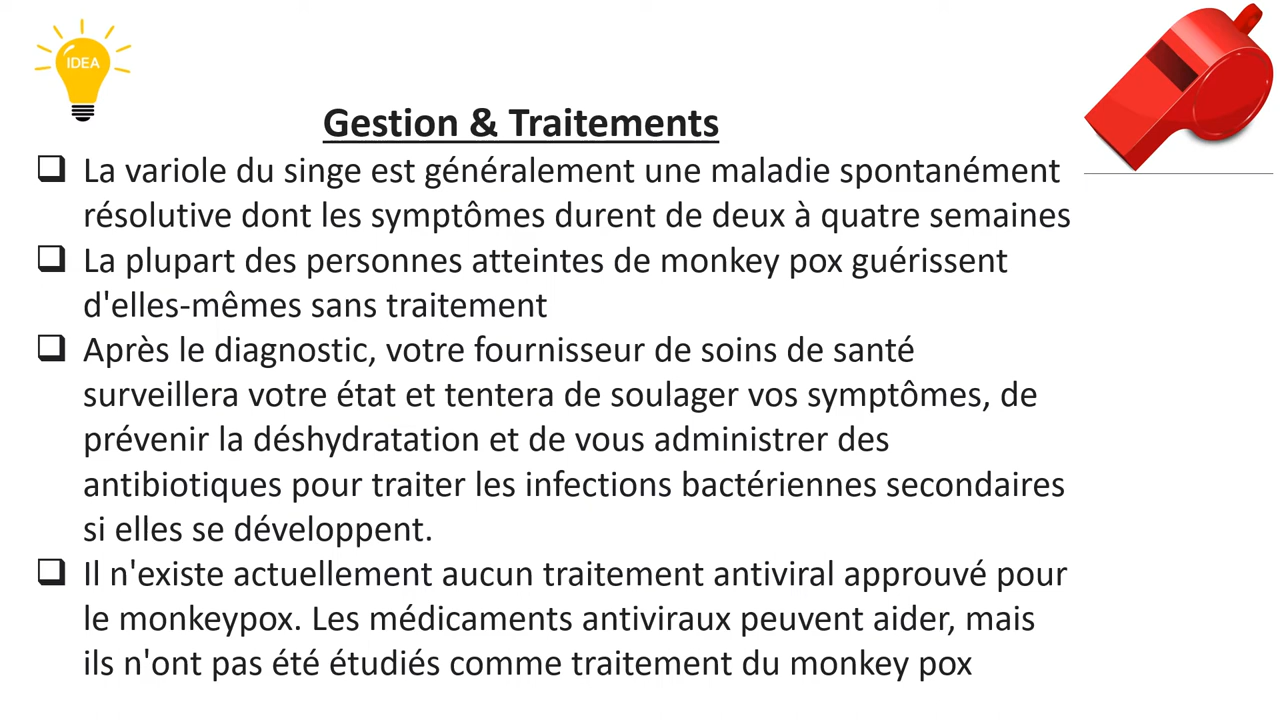 IDEA
Gestion & Traitements
❑ La variole du singe est généralement une maladie spontanément
résolutive dont les symptômes durent de deux à quatre semaines
❑ La plupart des personnes atteintes de monkey pox guérissent
d'elles-mêmes sans traitement
❑ Après le diagnostic, votre fournisseur de soins de santé
surveillera votre état et tentera de soulager vos symptômes, de
prévenir la déshydratation et de vous administrer des
antibiotiques pour traiter les infections bactériennes secondaires
si elles se développent.
❑ Il n'existe actuellement aucun traitement antiviral approuvé pour
le monkeypox. Les médicaments antiviraux peuvent aider, mais
ils n'ont pas été étudiés comme traitement du monkey pox